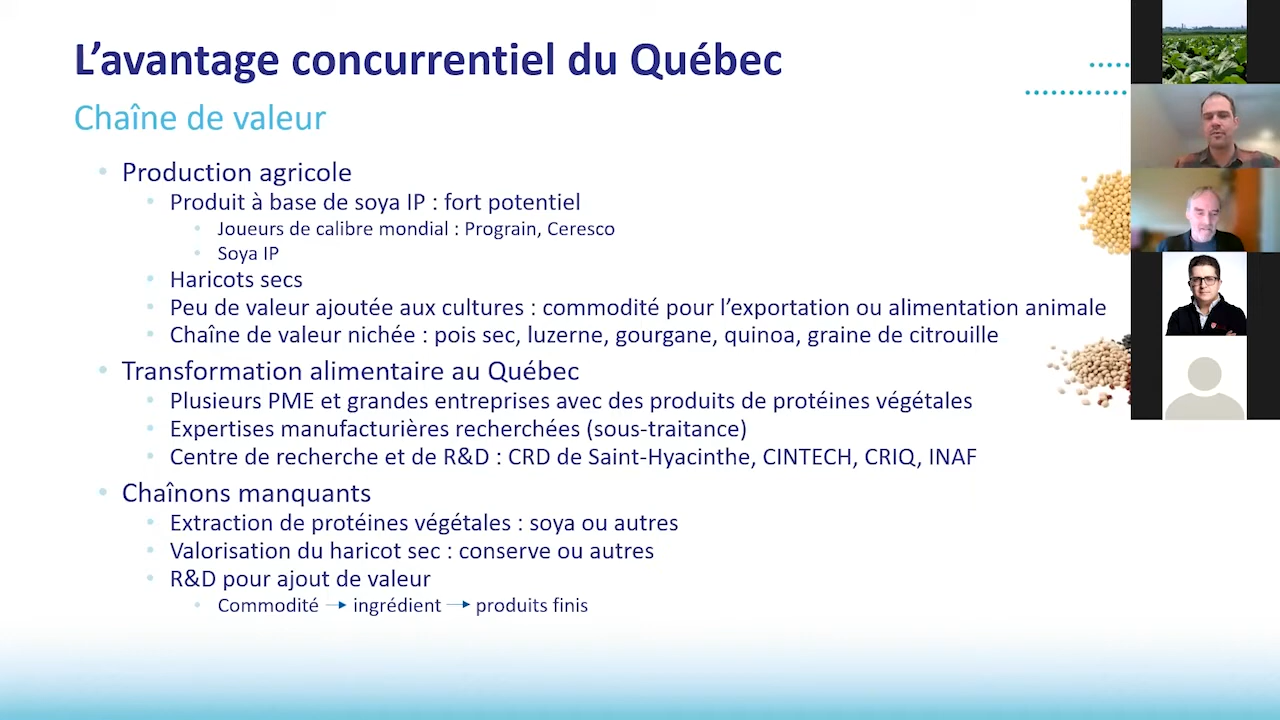 L’avantage concurrentiel du Québec
Chaîne de valeur
• Production agricole
• Produit à base de soya IP : fort potentiel
• Joueurs de calibre mondial : Prograin, Ceresco
• Soya IP
• Haricots secs
• Peu de valeur ajoutée aux cultures : commodité pour l’exportation ou alimentation animale
• Chaîne de valeur nichée : pois sec, luzerne, gourgane, quinoa, graine de citrouille
• Transformation alimentaire au Québec
• Plusieurs PME et grandes entreprises avec des produits de protéines végétales
• Expertises manufacturières recherchées (sous-traitance)
• Centre de recherche et de R&D : CRD de Saint-Hyacinthe, CINTECH, CRIQ, INAF
• Chaînons manquants
• Extraction de protéines végétales : soya ou autres
• Valorisation du haricot sec : conserve ou autres
• R&D pour ajout de valeur
• Commodité → ingrédient → produits finis